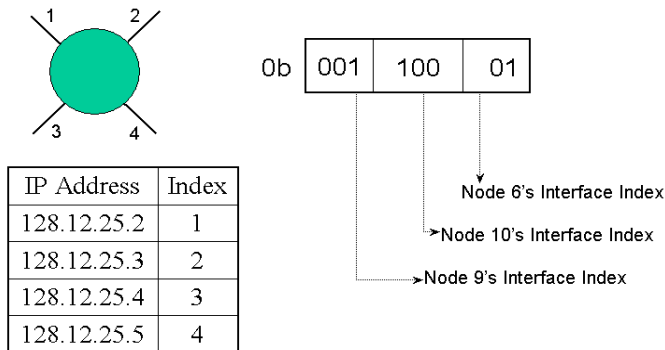 1
2
3
4
IP Address Index
128.12.25.2 1
128.12.25.3 2
128.12.25.4 3
128.12.25.5 4
0b 001 100 01
Node 6's Interface Index
Node 10's Interface Index
Node 9's Interface Index